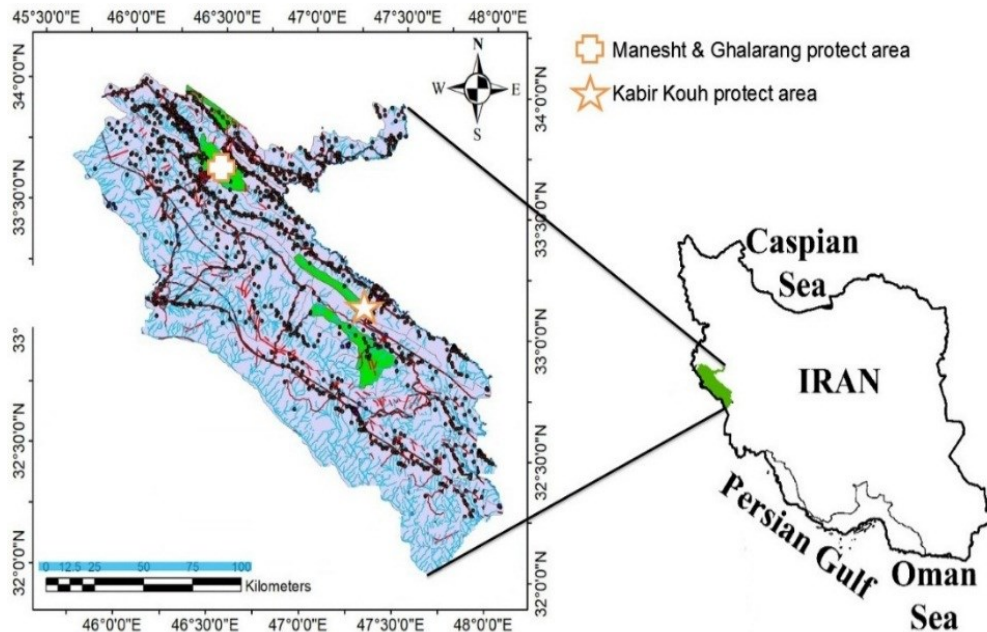 45°30'0"E 46°0'0"E 46°30'0"E 47°0'0"E 47°30'0"E 48°0'0"E
N
W E
S
Manesht & Ghalarang protect area
Kabir Kouh protect area
34°0'0"N
33°30'0"N
33°
32°30'0"N
32°0'0"N
34°0'0"N
33°30'0"N
33°0'0"N
32°30'0"N
32°0'0"N
Caspian
Sea
IRAN
Persian Gulf
Oman
Sea
0 12.5 25 50 75 100
Kilometers
46°0'0"E 46°30'0"E 47°0'0"E 47°30'0"E 48°0'0"E